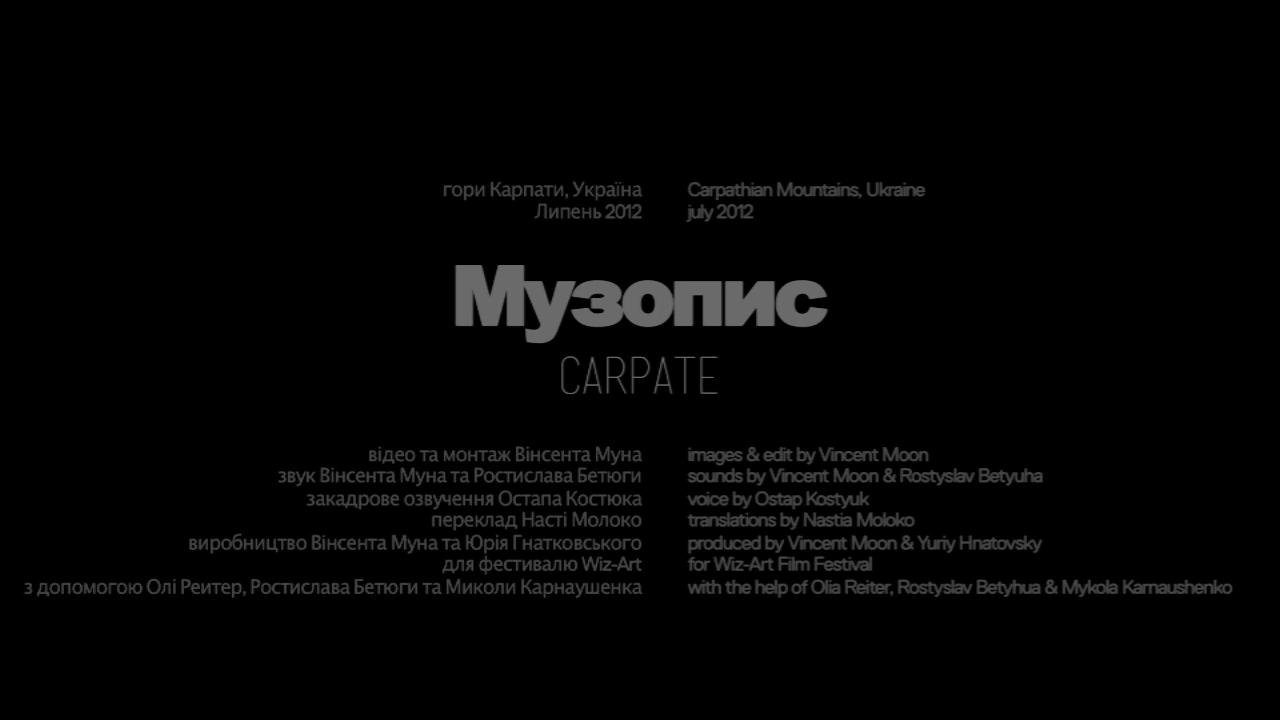 гори Карпати, Україна
Липень 2012
Carpathian Mountains, Ukraine
july 2012
Музопис
CARPATE
відео та монтаж Вінсента Муна
звук Вінсента Муна та Ростислава Бетюги
закадрове озвучення Остапа Костюка
переклад Насті Молоко
виробництво Вінсента Муна та Юрія Гнатковського
для фестивалю Wiz-Art
з допомогою Олі Реитер, Ростислава Бетюги та Миколи Карнаушенка
images & edit by Vincent Moon
sounds by Vincent Moon & Rostyslav Betyuha
voice by Ostap Kostyuk
translations by Nastia Moloko
produced by Vincent Moon & Yuriy Hnatovsky
for Wiz-Art Film Festival
with the help of Olia Reiter, Rostyslav Betyhua & Mykola Karnaushenko